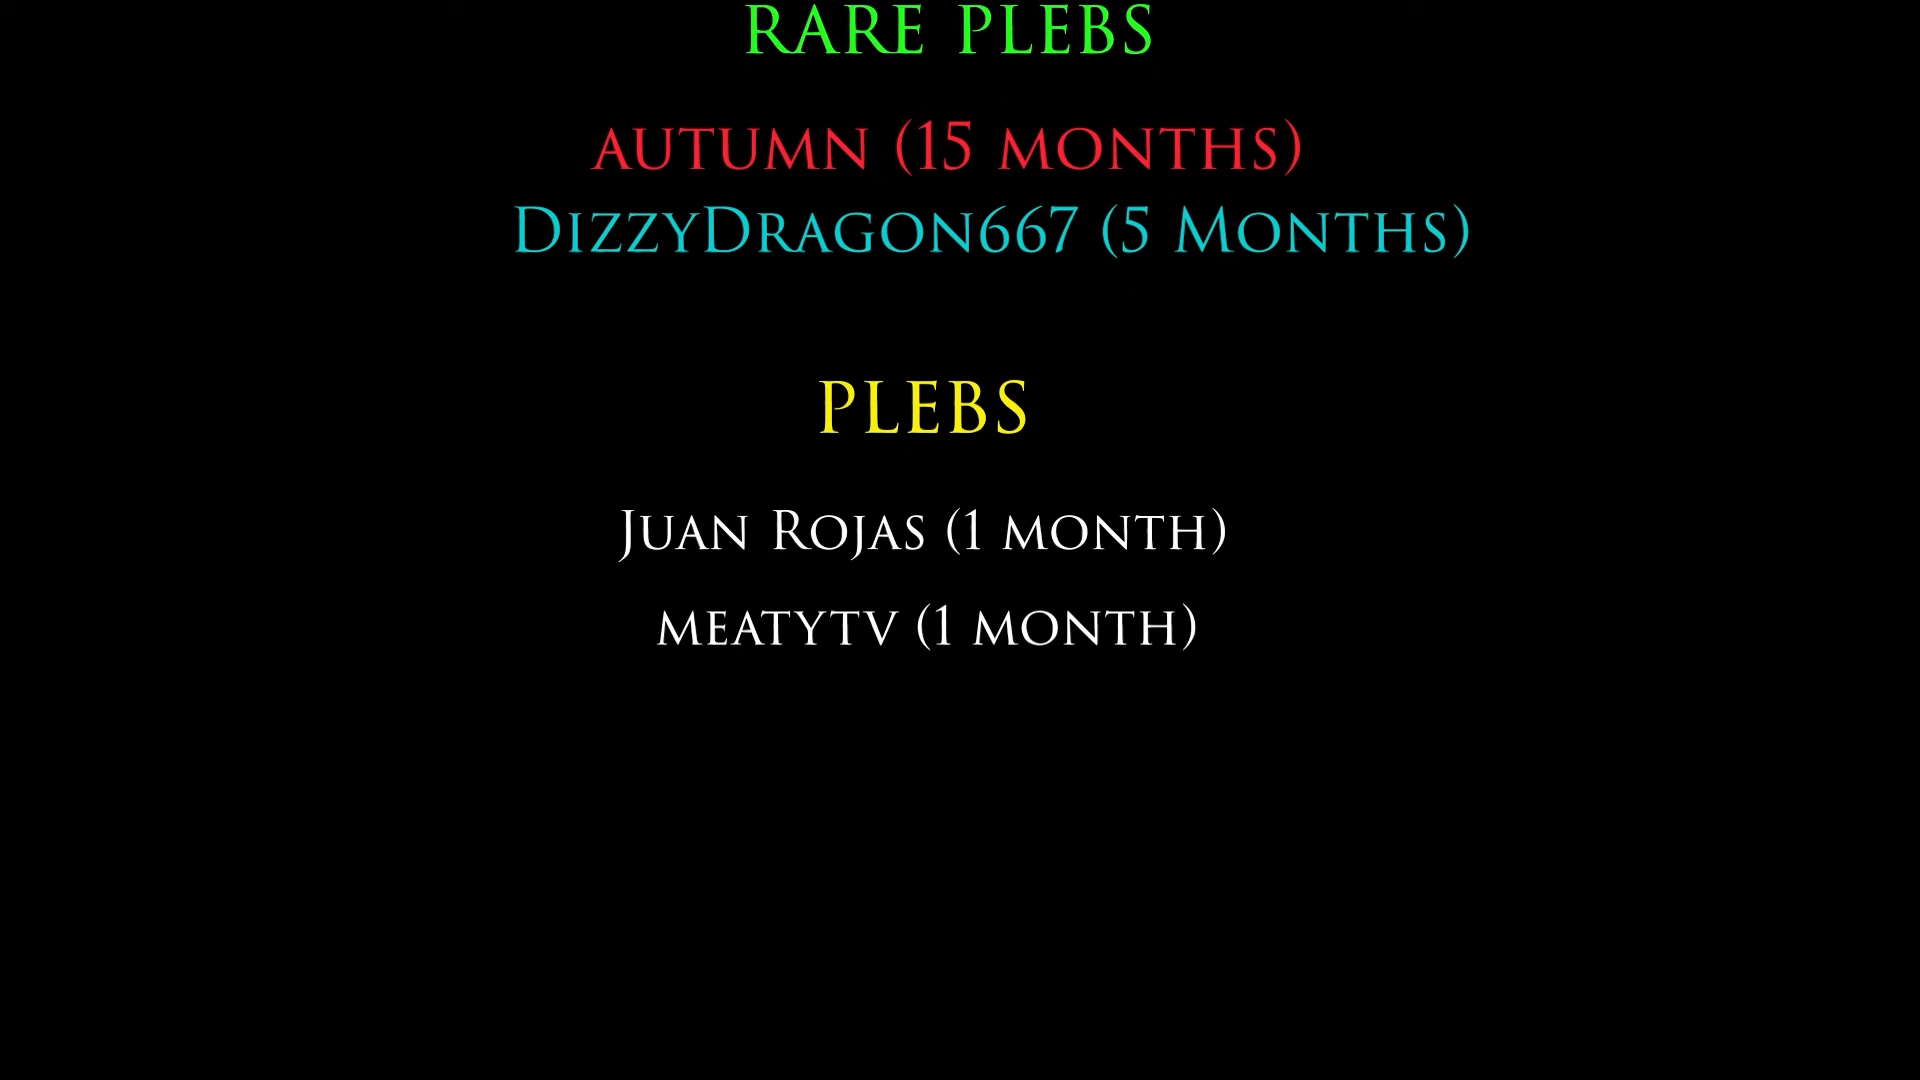 RARE PLEBS
AUTUMN (15 MONTHS)
DizzyDragon667 (5 Months)
PLEBS
Juan Rojas (1 month)
meatytv (1 month)